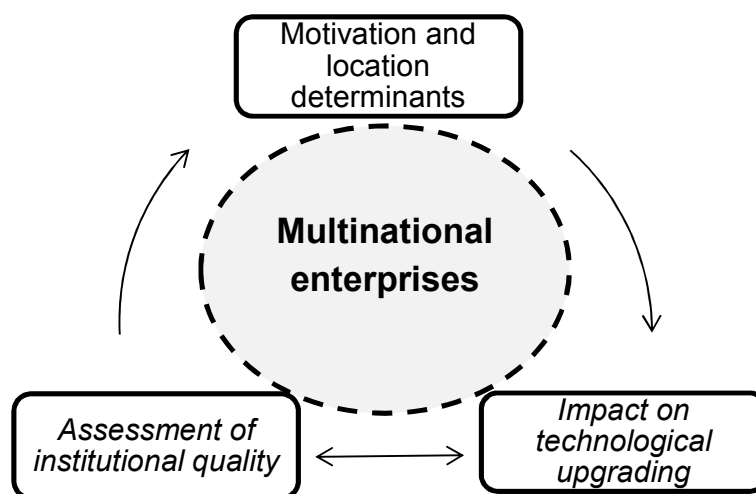 Motivation and
location
determinants
Multinational
enterprises
Assessment of
institutional quality
Impact on
technological
upgrading